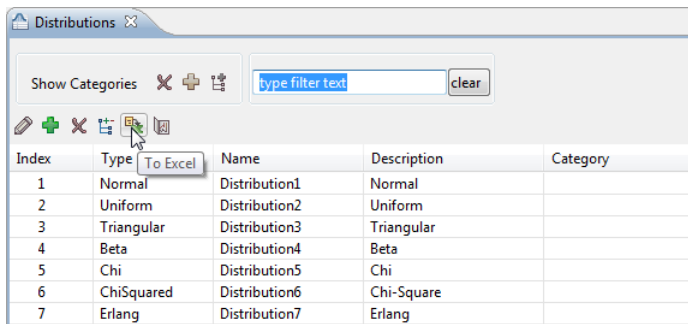 Distributions
Show Categories type filter text clear
To Excel
Index Type Name Description Category
1 Normal Distribution1 Normal
2 Uniform Distribution2 Uniform
3 Triangular Distribution3 Triangular
4 Beta Distribution4 Beta
5 Chi Distribution5 Chi
6 ChiSquared Distribution6 Chi-Square
7 Erlang Distribution7 Erlang